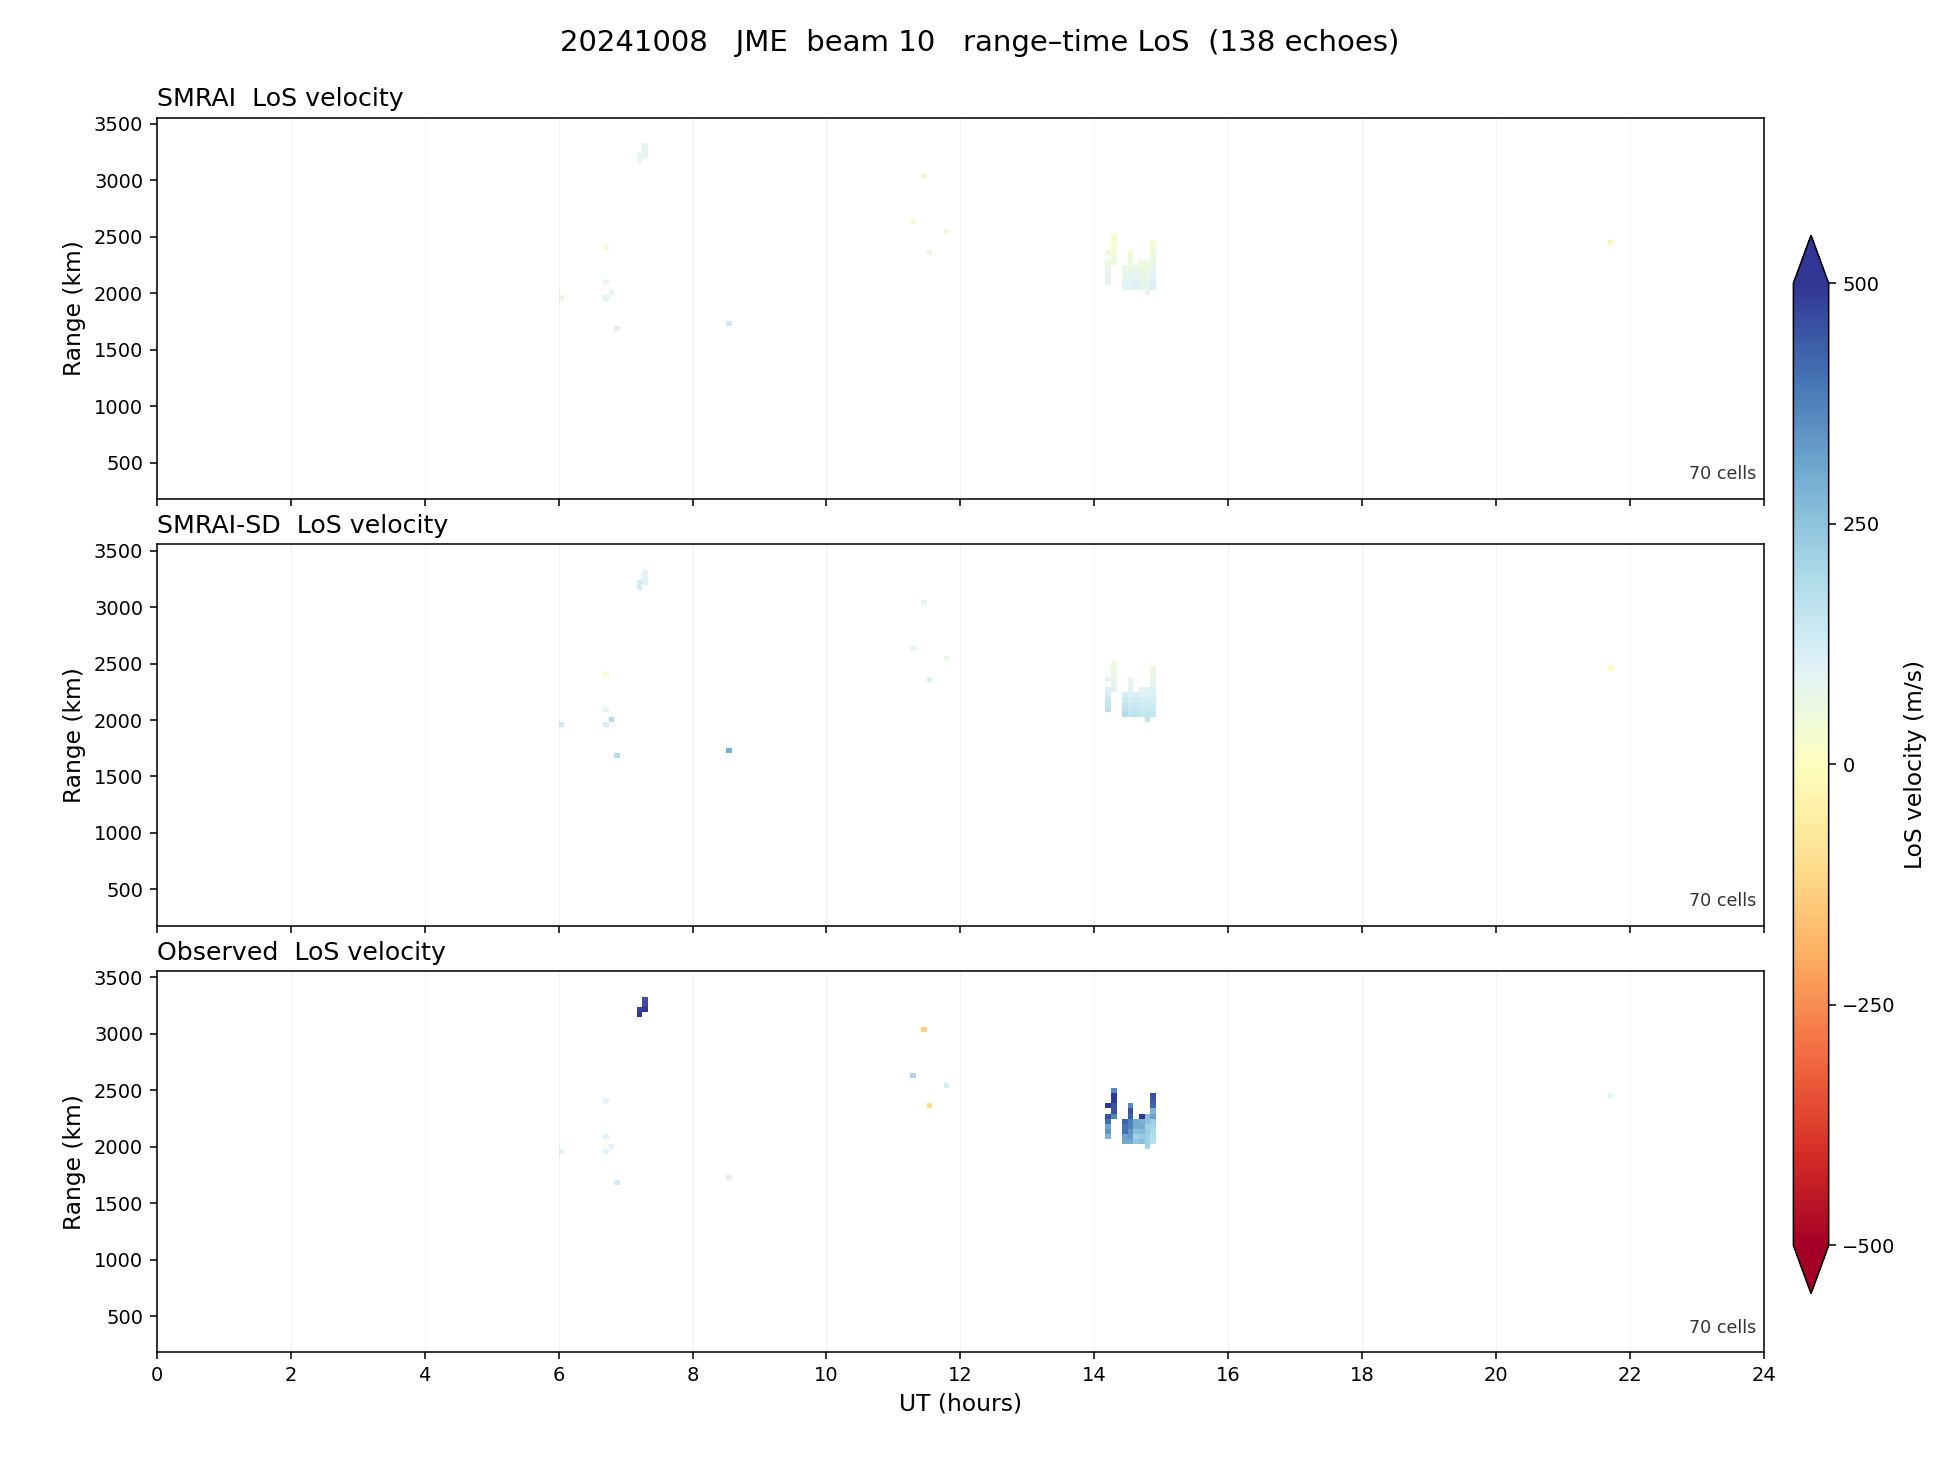 20241008 JME beam 10 range–time LoS (138 echoes)
SMRAI LoS velocity
3500
3000
2500
2000
1500
1000
500
Range (km)
70 cells
SMRAI-SD LoS velocity
3500
3000
2500
2000
1500
1000
500
Range (km)
70 cells
Observed LoS velocity
3500
3000
2500
2000
1500
1000
500
Range (km)
70 cells
0 2 4 6 8 10 12 14 16 18 20 22 24
UT (hours)
500
250
0
−250
−500
LoS velocity (m/s)